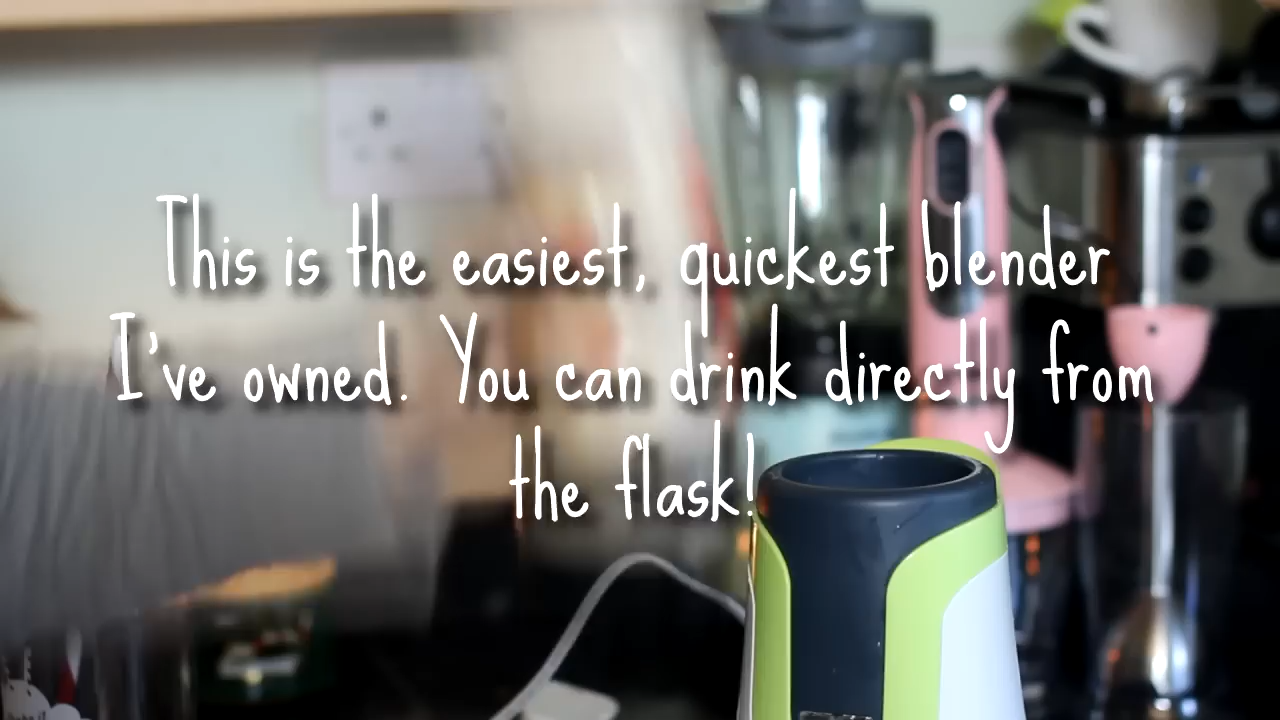 This is the easiest, quickest blender
I've owned. You can drink directly from
the flask!